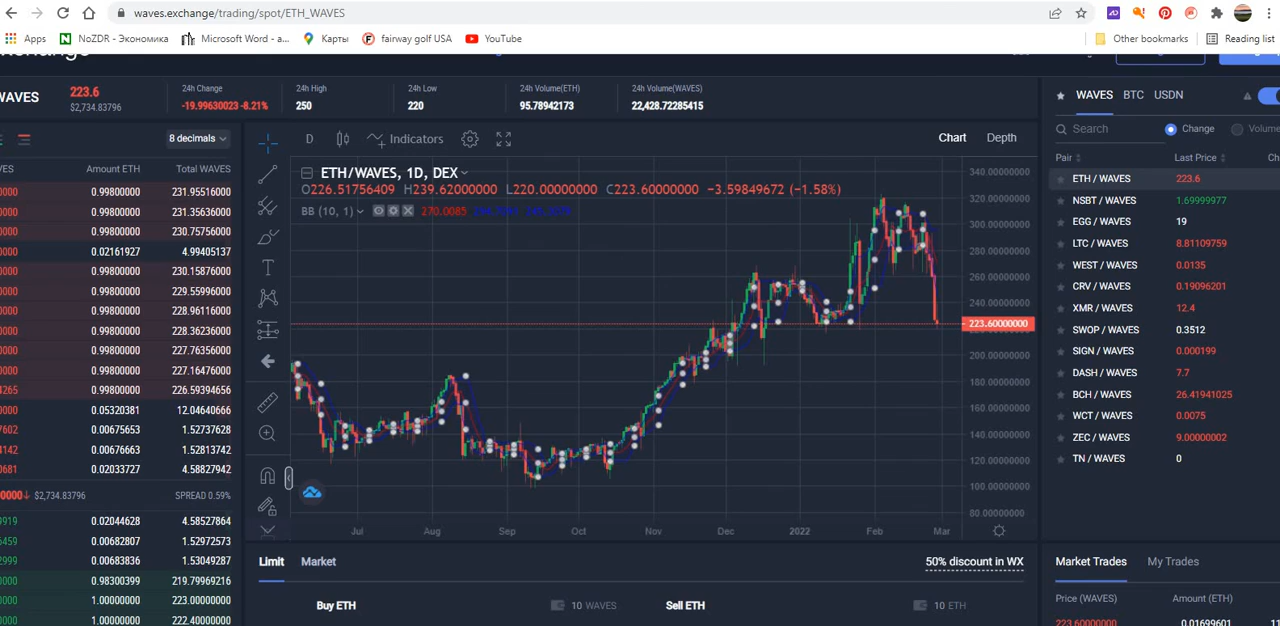 waves.exchange/trading/spot/ETH_WAVES
Apps NoZDR - Экономика Microsoft Word - a... Карты fairway golf USA YouTube Other bookmarks Reading list
WAVES 223.6 $2,734.83796
24h Change -19.99630023 -8.21%
24h High 250
24h Low 220
24h Volume(ETH) 95.78942173
24h Volume(WAVES) 22,428.72285415
WAVES BTC USDN
8 decimals
D Indicators Chart Depth
Search Change Volume
Amount ETH Total WAVES
0.99800000 231.95516000
0.99800000 231.35636000
0.99800000 230.75756000
0.02161927 4.99405137
0.99800000 230.15876000
0.99800000 229.55996000
0.99800000 228.96116000
0.99800000 228.36236000
0.99800000 227.76356000
0.99800000 227.16476000
0.99800000 226.59394656
0.05320381 12.04640666
0.00675653 1.52737628
0.00676663 1.52813742
0.02033727 4.58827942
$2,734.83796 SPREAD 0.59%
0.02044628 4.58527864
0.00682807 1.52972573
0.00683836 1.53049287
0.98300399 219.79969216
1.00000000 223.00000000
1.00000000 222.40000000
ETH/WAVES, 1D, DEX
O226.51756409 H239.62000000 L220.00000000 C223.60000000 −3.59849672 (−1.58%)
BB (10, 1) 270.0085
340.00000000
320.00000000
300.00000000
280.00000000
260.00000000
240.00000000
223.60000000
200.00000000
180.00000000
160.00000000
140.00000000
120.00000000
100.00000000
80.00000000
Jul Aug Sep Oct Nov Dec 2022 Feb Mar
Pair Last Price Ch
ETH / WAVES 223.6
NSBT / WAVES 1.69999977
EGG / WAVES 19
LTC / WAVES 8.81109759
WEST / WAVES 0.0135
CRV / WAVES 0.19096201
XMR / WAVES 12.4
SWOP / WAVES 0.3512
SIGN / WAVES 0.000199
DASH / WAVES 7.7
BCH / WAVES 26.41941025
WCT / WAVES 0.0075
ZEC / WAVES 9.00000002
TN / WAVES 0
Limit Market 50% discount in WX
Buy ETH 10 WAVES Sell ETH 10 ETH
Market Trades My Trades
Price (WAVES) Amount (ETH)
223.60000000 0.01699601